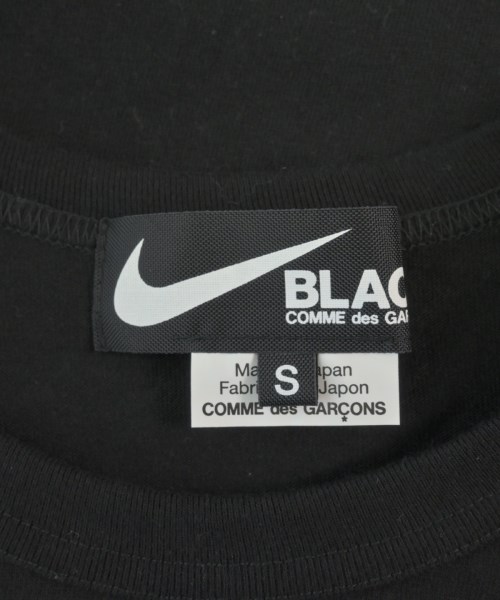 BLAC
COMME des GAR
S
Ma apan
Fabri Japon
COMME des GARÇONS